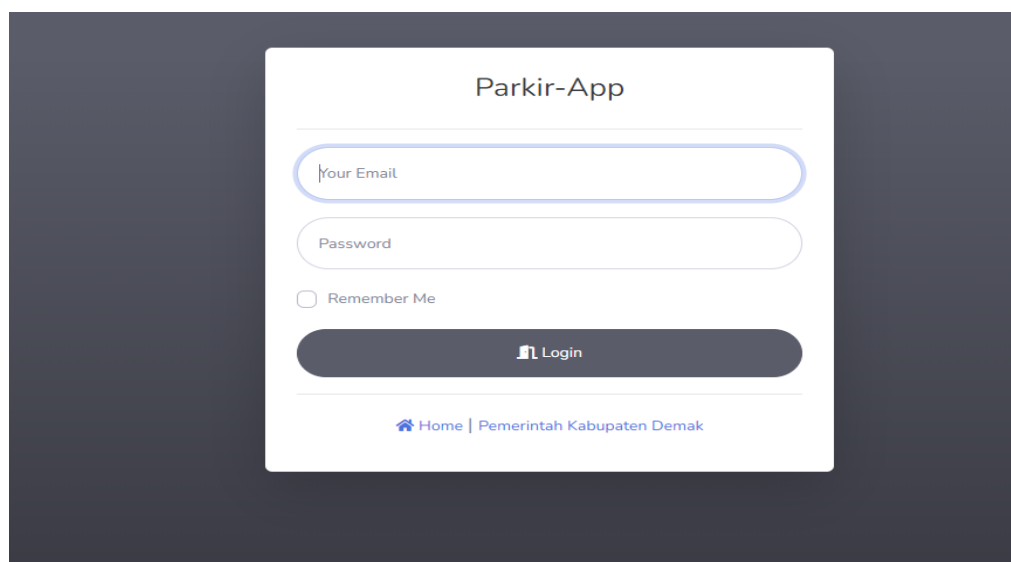 Parkir-App
Your Email
Password
Remember Me
Login
Home | Pemerintah Kabupaten Demak